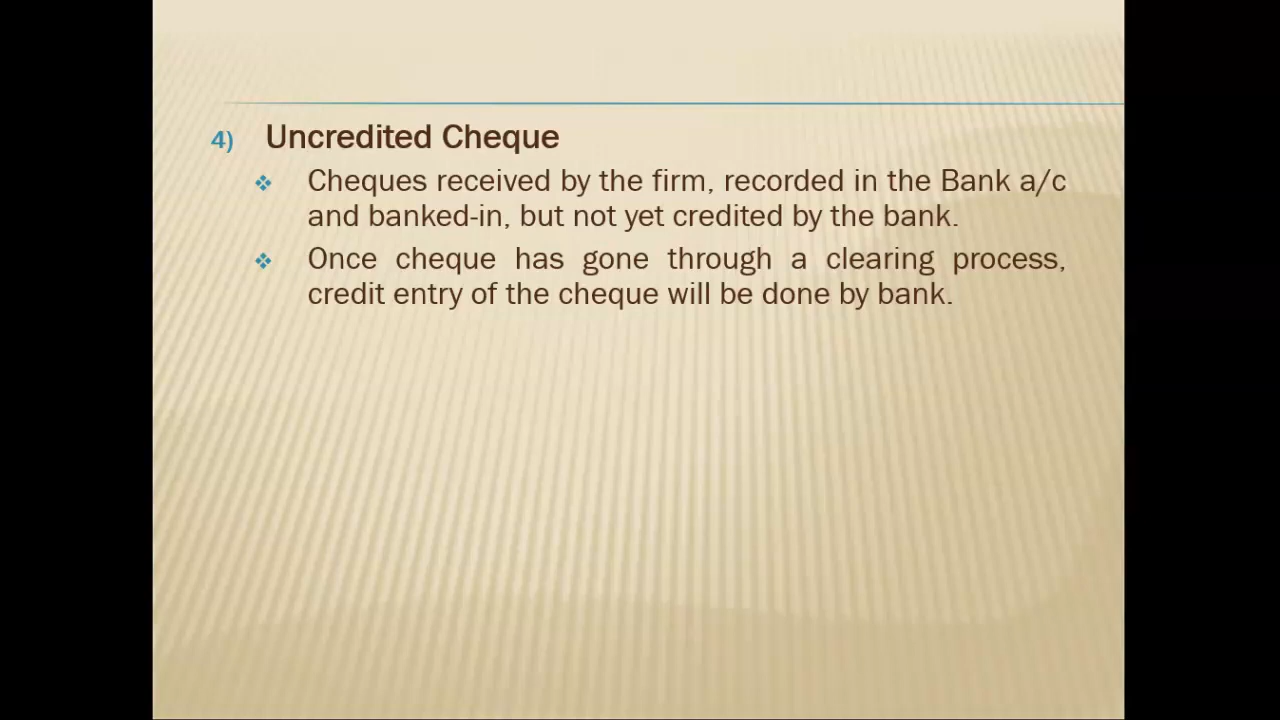 4) Uncredited Cheque
❖ Cheques received by the firm, recorded in the Bank a/c
and banked-in, but not yet credited by the bank.
❖ Once cheque has gone through a clearing process,
credit entry of the cheque will be done by bank.